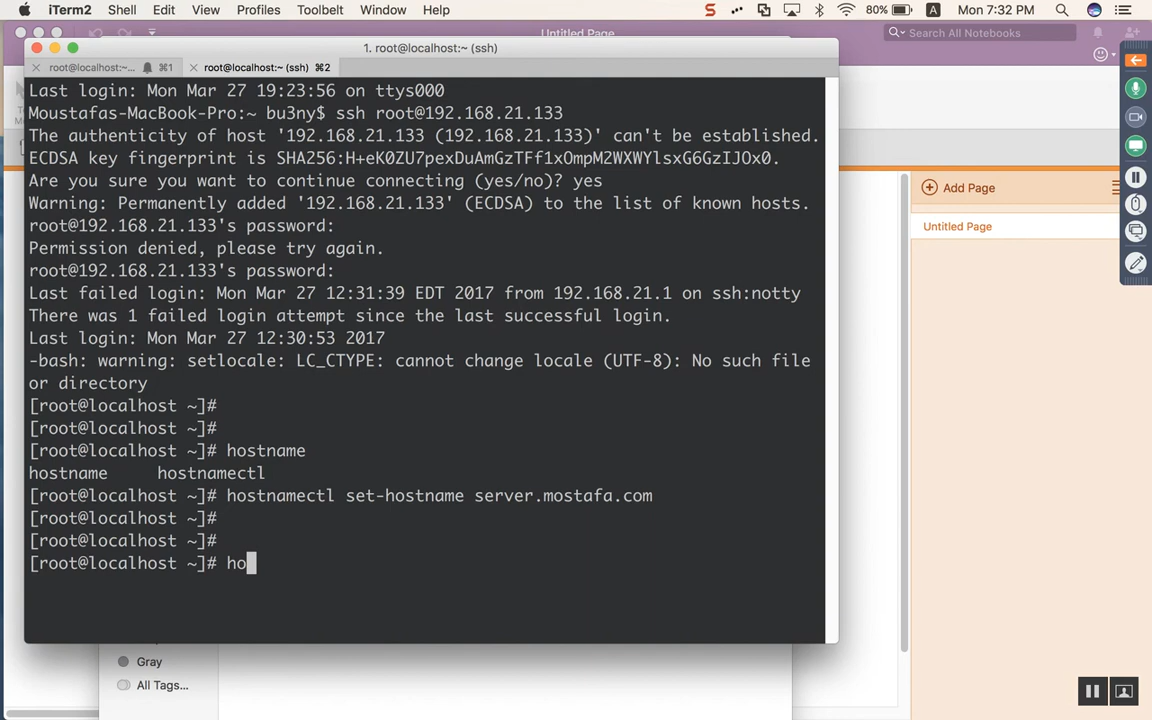 iTerm2 Shell Edit View Profiles Toolbelt Window Help 80% A Mon 7:32 PM
Untitled Page
Search All Notebooks
1. root@localhost:~ (ssh)
root@localhost:~... ⌘1 root@localhost:~ (ssh) ⌘2
Last login: Mon Mar 27 19:23:56 on ttys000
Moustafas-MacBook-Pro:~ bu3ny$ ssh root@192.168.21.133
The authenticity of host '192.168.21.133 (192.168.21.133)' can't be established.
ECDSA key fingerprint is SHA256:H+eK0ZU7pexDuAmGzTFf1xOmpM2WXWYlsxG6GzIJOx0.
Are you sure you want to continue connecting (yes/no)? yes
Warning: Permanently added '192.168.21.133' (ECDSA) to the list of known hosts.
root@192.168.21.133's password:
Permission denied, please try again.
root@192.168.21.133's password:
Last failed login: Mon Mar 27 12:31:39 EDT 2017 from 192.168.21.1 on ssh:notty
There was 1 failed login attempt since the last successful login.
Last login: Mon Mar 27 12:30:53 2017
-bash: warning: setlocale: LC_CTYPE: cannot change locale (UTF-8): No such file
or directory
[root@localhost ~]#
[root@localhost ~]#
[root@localhost ~]# hostname
hostname hostnamectl
[root@localhost ~]# hostnamectl set-hostname server.mostafa.com
[root@localhost ~]#
[root@localhost ~]#
[root@localhost ~]# ho
Add Page
Untitled Page
Gray
All Tags...